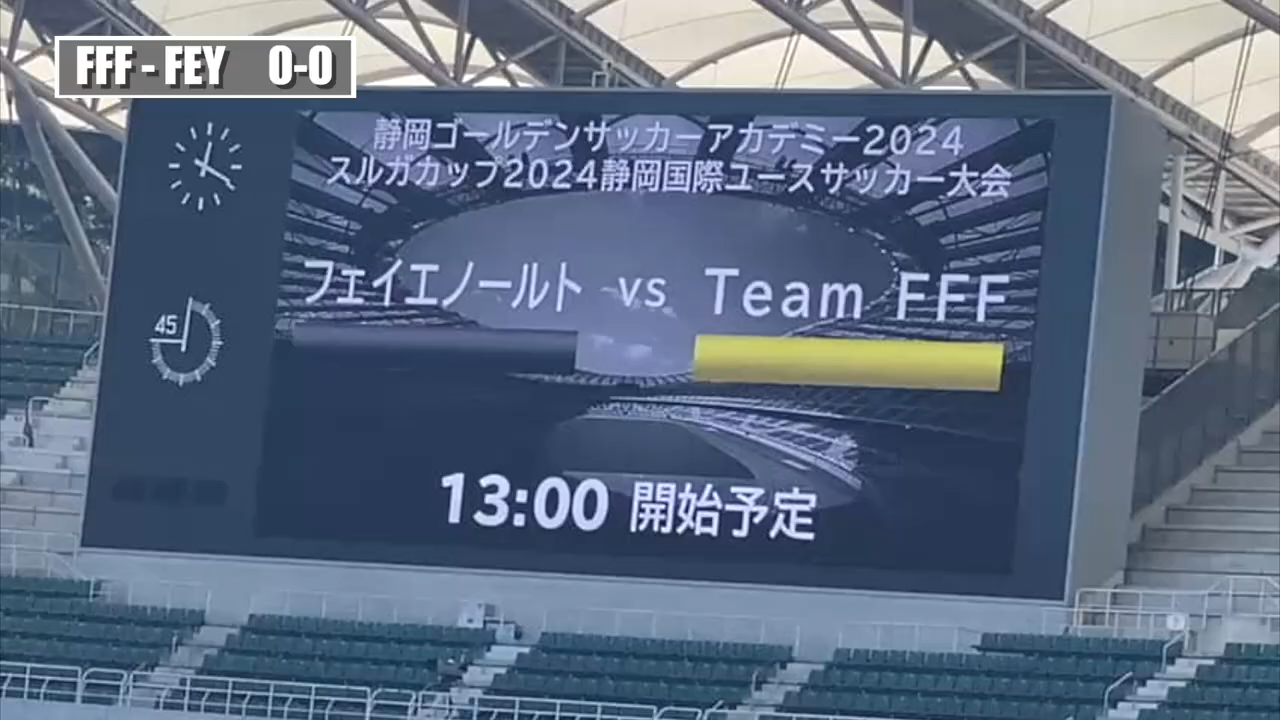 FFF - FEY 0-0
静岡ゴールデンサッカーアカデミー2024
スルガカップ2024静岡国際ユースサッカー大会
フェイエノールト vs Team FFF
45
13:00 開始予定